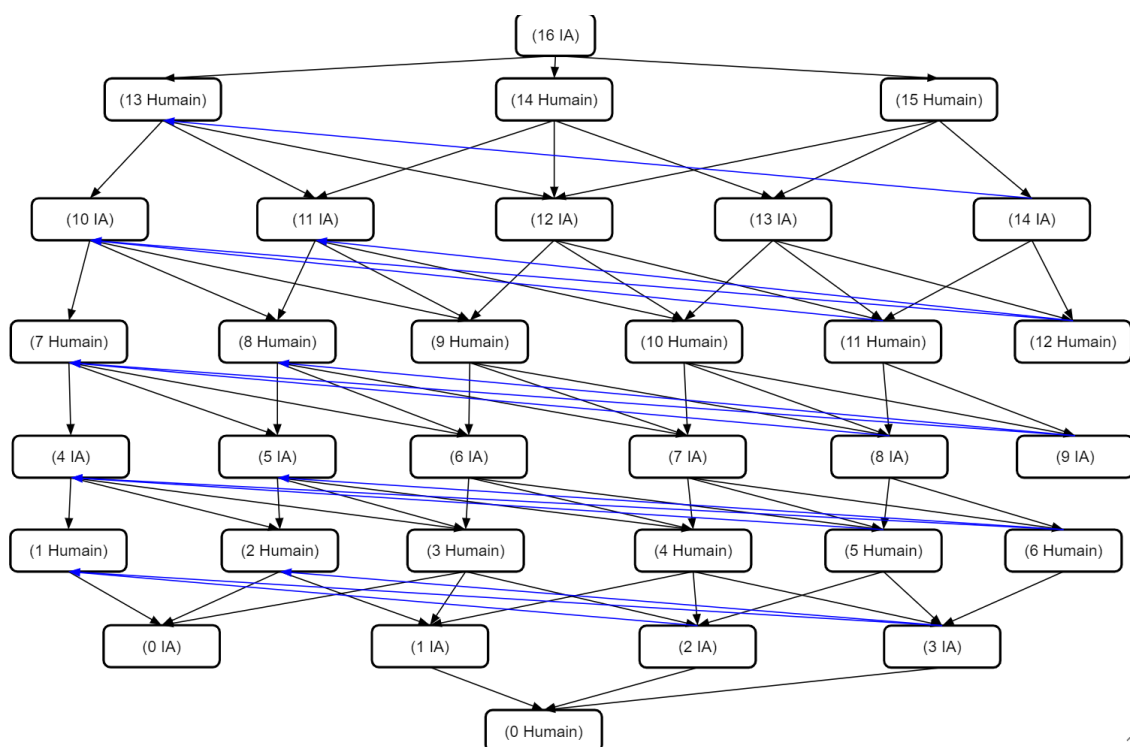 (16 IA)
(13 Humain)
(14 Humain)
(15 Humain)
(10 IA)
(11 IA)
(12 IA)
(13 IA)
(14 IA)
(7 Humain)
(8 Humain)
(9 Humain)
(10 Humain)
(11 Humain)
(12 Humain)
(4 IA)
(5 IA)
(6 IA)
(7 IA)
(8 IA)
(9 IA)
(1 Humain)
(2 Humain)
(3 Humain)
(4 Humain)
(5 Humain)
(6 Humain)
(0 IA)
(1 IA)
(2 IA)
(3 IA)
(0 Humain)